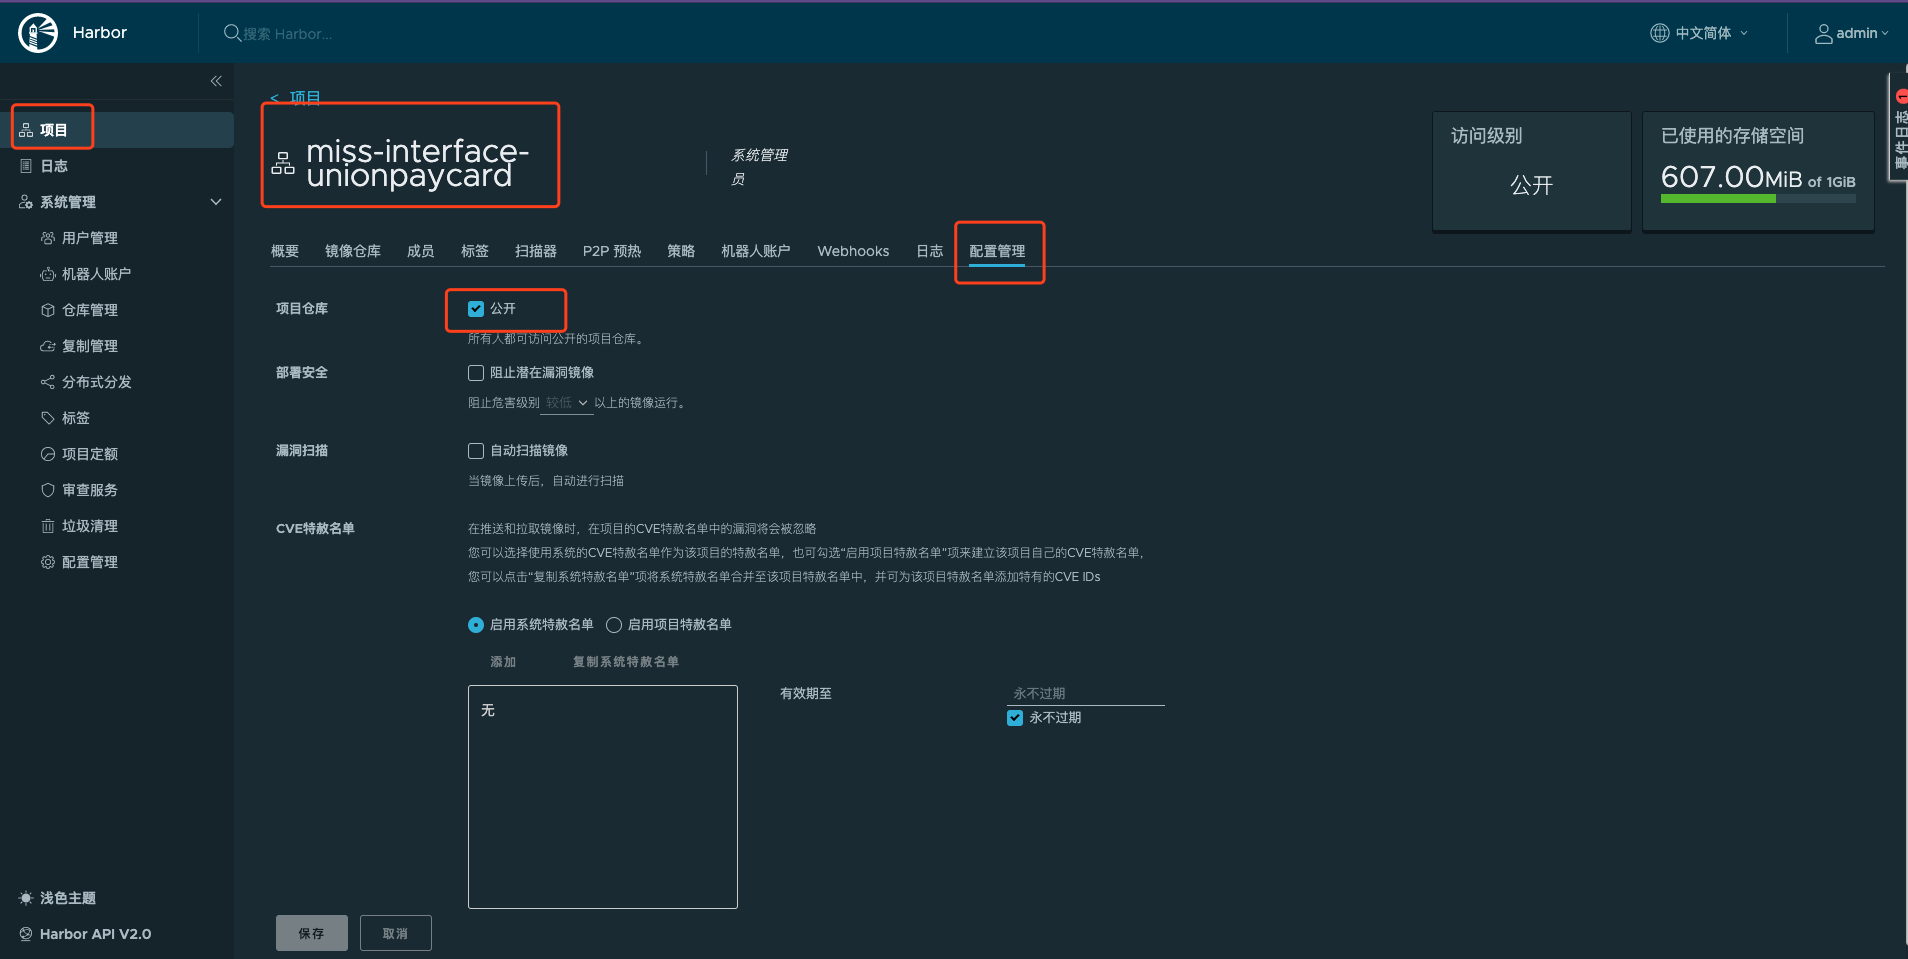 Harbor
搜索 Harbor...
中文简体
admin
项目
日志
系统管理
用户管理
机器人账户
仓库管理
复制管理
分布式分发
标签
项目定额
审查服务
垃圾清理
配置管理
浅色主题
Harbor API V2.0
< 项目
miss-interface-
unionpaycard
系统管理
员
访问级别
公开
已使用的存储空间
607.00MiB of 1GiB
1
事件日志
概要 镜像仓库 成员 标签 扫描器 P2P 预热 策略 机器人账户 Webhooks 日志 配置管理
项目仓库
公开
所有人都可访问公开的项目仓库。
部署安全
阻止潜在漏洞镜像
阻止危害级别 较低 以上的镜像运行。
漏洞扫描
自动扫描镜像
当镜像上传后，自动进行扫描
CVE特赦名单
在推送和拉取镜像时，在项目的CVE特赦名单中的漏洞将会被忽略
您可以选择使用系统的CVE特赦名单作为该项目的特赦名单，也可勾选“启用项目特赦名单”项来建立该项目自己的CVE特赦名单，
您可以点击“复制系统特赦名单”项将系统特赦名单合并至该项目特赦名单中，并可为该项目特赦名单添加特有的CVE IDs
启用系统特赦名单 启用项目特赦名单
添加 复制系统特赦名单
无
有效期至
永不过期
永不过期
保存 取消